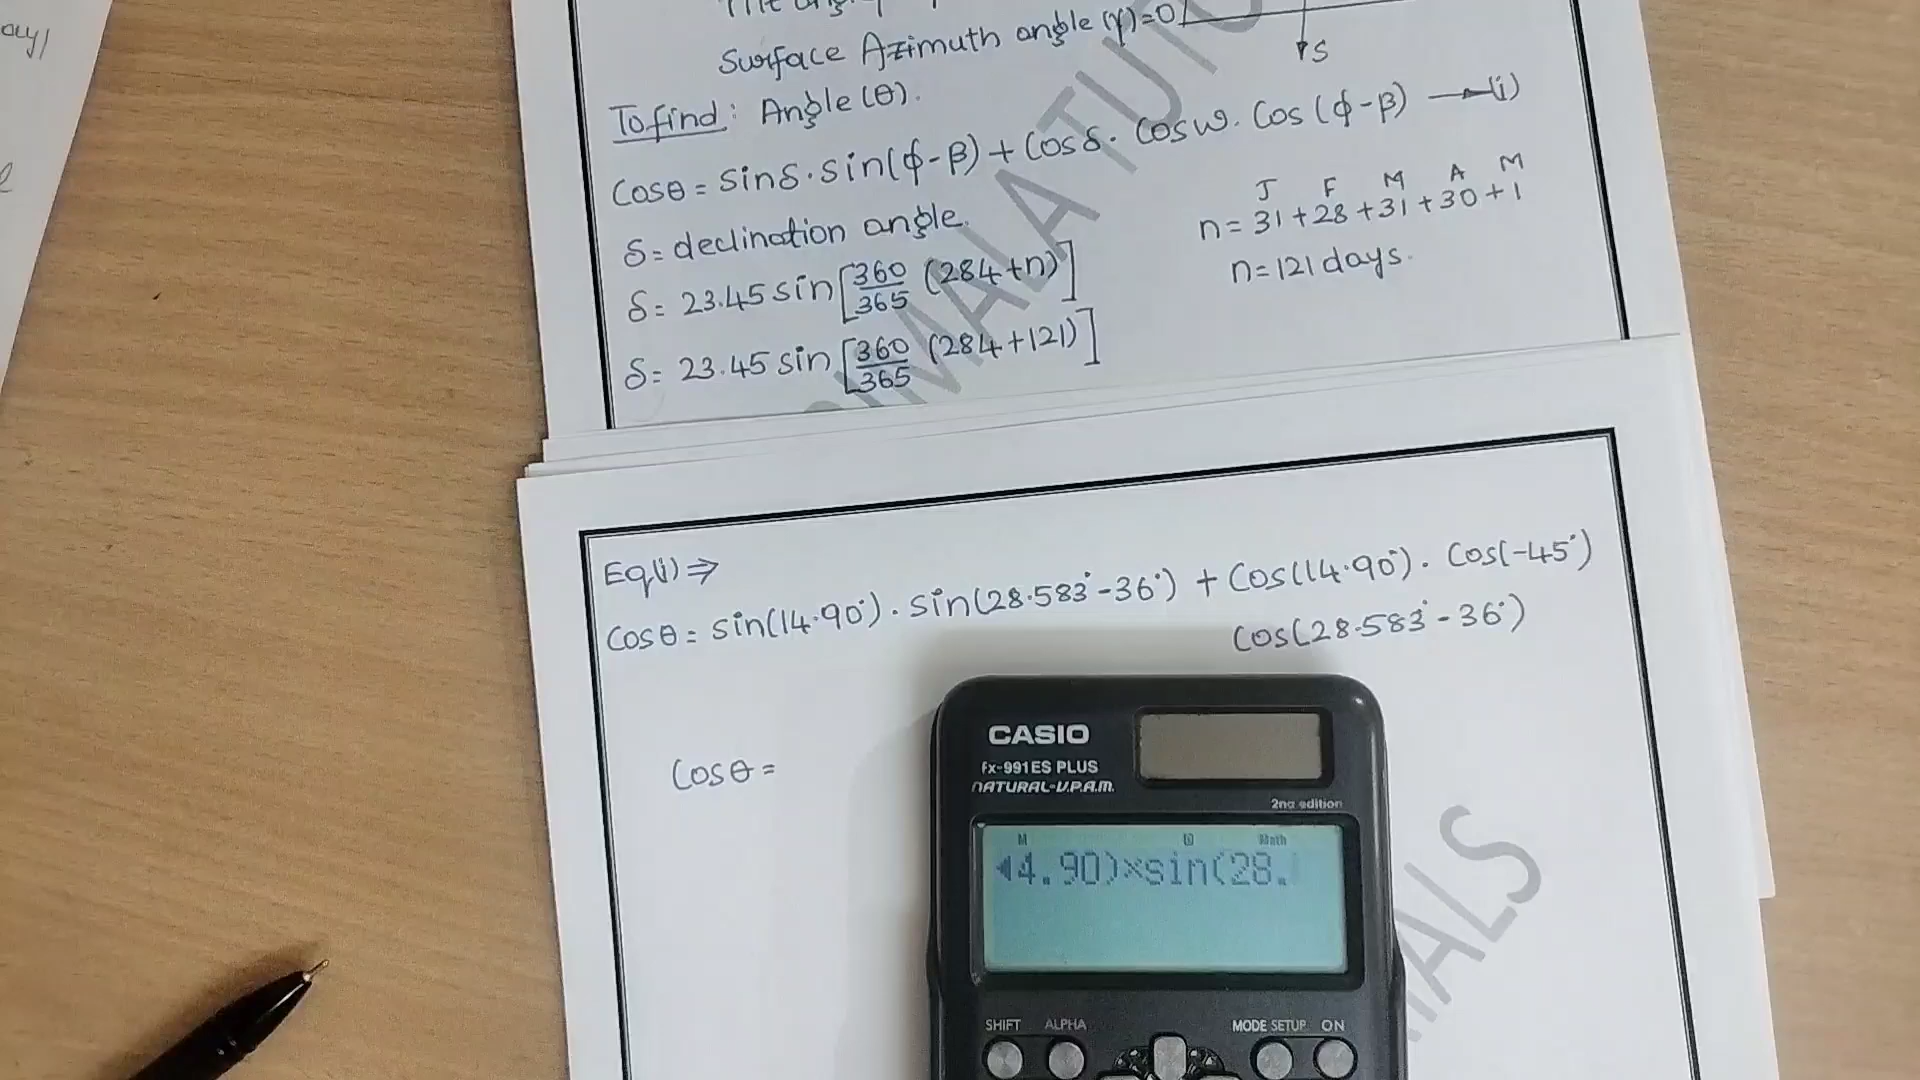 Surface Azimuth angle (γ)=0
S
To find: Angle (θ).
Cosθ = sinδ.sin(ϕ-β)+Cosδ. Cosω. Cos(ϕ-β) →(i)
δ= declination angle.
J F M A M
n= 31+28+31+30+1
δ= 23.45 sin[360/365 (284+n)]
n=121 days.
δ= 23.45 sin[360/365 (284+121)]
Eq(i)⇒
Cosθ = sin(14.90°). sin(28.583°-36°) + Cos(14.90°). Cos(-45°)
Cos(28.583°-36°)
Cosθ =
CASIO
fx-991ES PLUS
NATURAL-V.P.A.M.
2nd edition
M D Math
4.90)×sin(28.
SHIFT ALPHA MODE SETUP ON